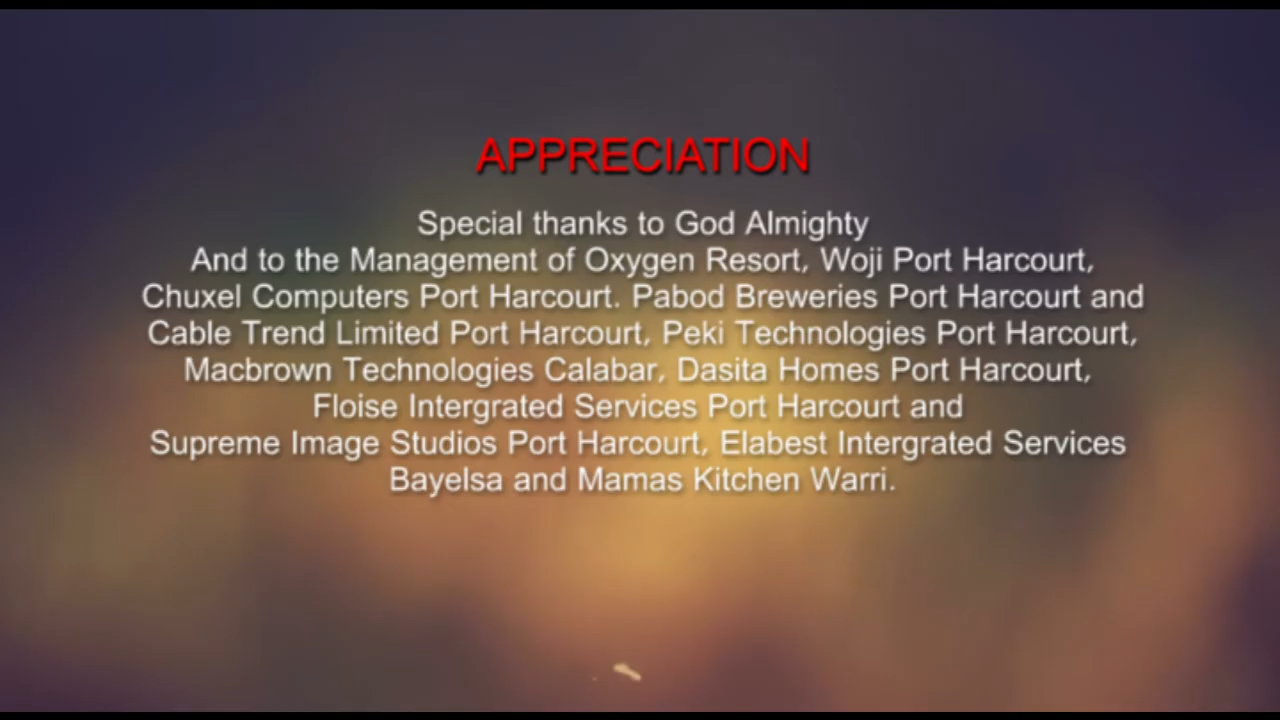 APPRECIATION
Special thanks to God Almighty
And to the Management of Oxygen Resort, Woji Port Harcourt,
Chuxel Computers Port Harcourt. Pabod Breweries Port Harcourt and
Cable Trend Limited Port Harcourt, Peki Technologies Port Harcourt,
Macbrown Technologies Calabar, Dasita Homes Port Harcourt,
Floise Intergrated Services Port Harcourt and
Supreme Image Studios Port Harcourt, Elabest Intergrated Services
Bayelsa and Mamas Kitchen Warri.